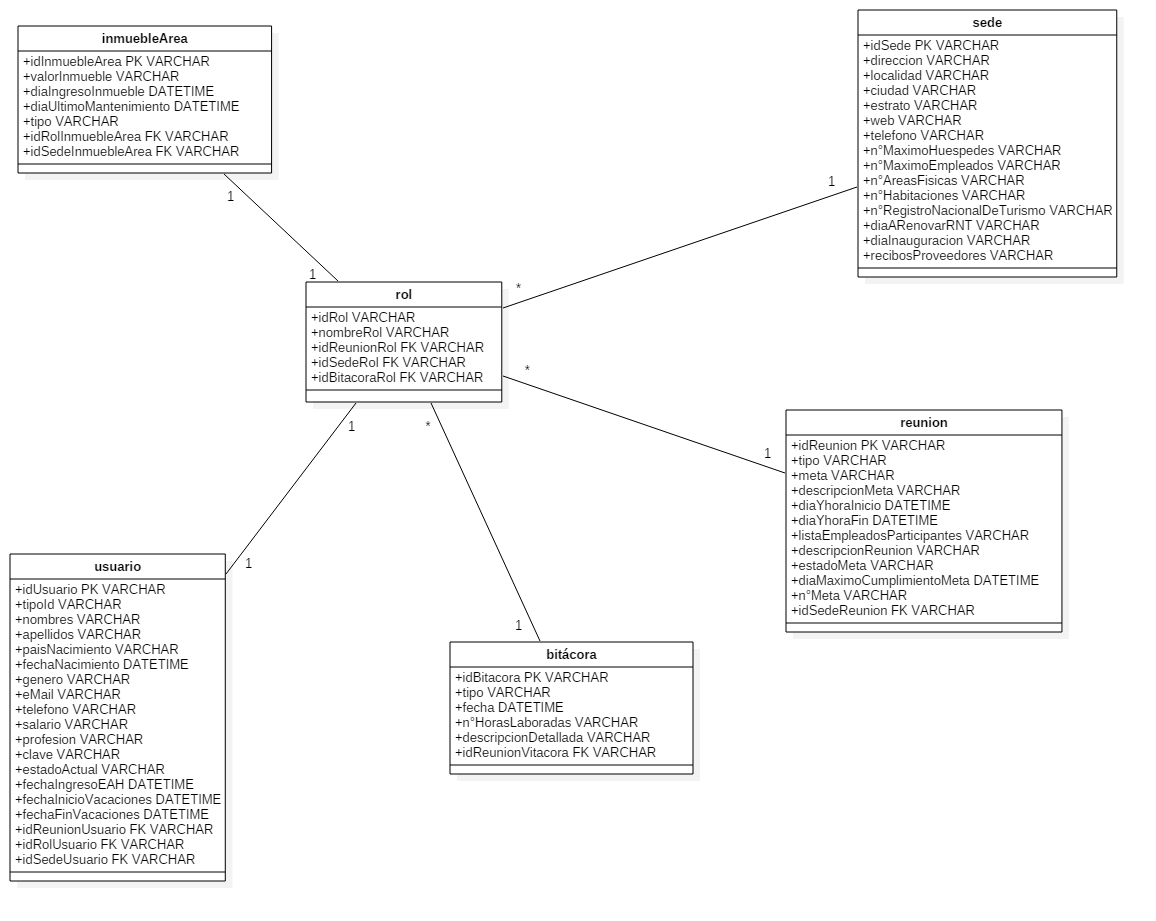 inmuebleArea
+idInmuebleArea PK VARCHAR
+valorInmueble VARCHAR
+diaIngresoInmueble DATETIME
+diaUltimoMantenimiento DATETIME
+tipo VARCHAR
+idRolInmuebleArea FK VARCHAR
+idSedeInmuebleArea FK VARCHAR
1
1
sede
+idSede PK VARCHAR
+direccion VARCHAR
+localidad VARCHAR
+ciudad VARCHAR
+estrato VARCHAR
+web VARCHAR
+telefono VARCHAR
+n°MaximoHuespedes VARCHAR
+n°MaximoEmpleados VARCHAR
+n°AreasFisicas VARCHAR
+n°Habitaciones VARCHAR
+n°RegistroNacionalDeTurismo VARCHAR
+diaARenovarRNT VARCHAR
+diaInauguracion VARCHAR
+recibosProveedores VARCHAR
1
*
rol
+idRol VARCHAR
+nombreRol VARCHAR
+idReunionRol FK VARCHAR
+idSedeRol FK VARCHAR
+idBitacoraRol FK VARCHAR
*
1
1
*
1
1
reunion
+idReunion PK VARCHAR
+tipo VARCHAR
+meta VARCHAR
+descripcionMeta VARCHAR
+diaYhoraInicio DATETIME
+diaYhoraFin DATETIME
+listaEmpleadosParticipantes VARCHAR
+descripcionReunion VARCHAR
+estadoMeta VARCHAR
+diaMaximoCumplimientoMeta DATETIME
+n°Meta VARCHAR
+idSedeReunion FK VARCHAR
usuario
+idUsuario PK VARCHAR
+tipoId VARCHAR
+nombres VARCHAR
+apellidos VARCHAR
+paisNacimiento VARCHAR
+fechaNacimiento DATETIME
+genero VARCHAR
+eMail VARCHAR
+telefono VARCHAR
+salario VARCHAR
+profesion VARCHAR
+clave VARCHAR
+estadoActual VARCHAR
+fechaIngresoEAH DATETIME
+fechaInicioVacaciones DATETIME
+fechaFinVacaciones DATETIME
+idReunionUsuario FK VARCHAR
+idRolUsuario FK VARCHAR
+idSedeUsuario FK VARCHAR
bitácora
+idBitacora PK VARCHAR
+tipo VARCHAR
+fecha DATETIME
+n°HorasLaboradas VARCHAR
+descripcionDetallada VARCHAR
+idReunionVitacora FK VARCHAR